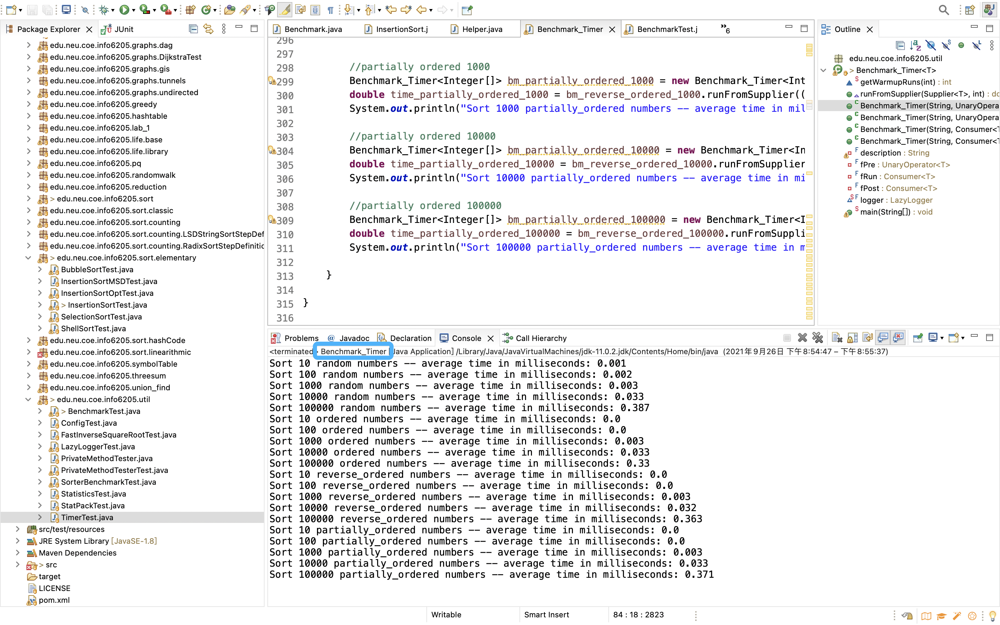 Package Explorer
JUnit
edu.neu.coe.info6205.graphs.dag
edu.neu.coe.info6205.graphs.DijkstraTest
edu.neu.coe.info6205.graphs.gis
edu.neu.coe.info6205.graphs.tunnels
edu.neu.coe.info6205.graphs.undirected
edu.neu.coe.info6205.greedy
edu.neu.coe.info6205.hashtable
edu.neu.coe.info6205.lab_1
edu.neu.coe.info6205.life.base
edu.neu.coe.info6205.life.library
edu.neu.coe.info6205.pq
edu.neu.coe.info6205.randomwalk
edu.neu.coe.info6205.reduction
> edu.neu.coe.info6205.sort
edu.neu.coe.info6205.sort.classic
edu.neu.coe.info6205.sort.counting
edu.neu.coe.info6205.sort.counting.LSDStringSortStepDef
edu.neu.coe.info6205.sort.counting.RadixSortStepDefinitic
> edu.neu.coe.info6205.sort.elementary
BubbleSortTest.java
InsertionSortMSDTest.java
InsertionSortOptTest.java
> InsertionSortTest.java
SelectionSortTest.java
ShellSortTest.java
edu.neu.coe.info6205.sort.hashCode
edu.neu.coe.info6205.sort.linearithmic
edu.neu.coe.info6205.symbolTable
edu.neu.coe.info6205.threesum
edu.neu.coe.info6205.union_find
> edu.neu.coe.info6205.util
> BenchmarkTest.java
ConfigTest.java
FastInverseSquareRootTest.java
LazyLoggerTest.java
PrivateMethodTester.java
PrivateMethodTesterTest.java
SorterBenchmarkTest.java
StatisticsTest.java
StatPackTest.java
TimerTest.java
src/test/resources
JRE System Library [JavaSE-1.8]
Maven Dependencies
> src
target
LICENSE
pom.xml
Benchmark.java
InsertionSort.j
Helper.java
Benchmark_Timer
BenchmarkTest.j
»6
296
297
298 //partially ordered 1000
299 Benchmark_Timer<Integer[]> bm_partially_ordered_1000 = new Benchmark_Timer<Int
300 double time_partially_ordered_1000 = bm_reverse_ordered_1000.runFromSupplier((
301 System.out.println("Sort 1000 partially_ordered numbers -- average time in mil
302
303 //partially ordered 10000
304 Benchmark_Timer<Integer[]> bm_partially_ordered_10000 = new Benchmark_Timer<In
305 double time_partially_ordered_10000 = bm_reverse_ordered_10000.runFromSupplier
306 System.out.println("Sort 10000 partially_ordered numbers -- average time in mi
307
308 //partially ordered 100000
309 Benchmark_Timer<Integer[]> bm_partially_ordered_100000 = new Benchmark_Timer<I
310 double time_partially_ordered_100000 = bm_reverse_ordered_100000.runFromSuppli
311 System.out.println("Sort 100000 partially_ordered numbers -- average time in m
312
313 }
314
315 }
316
Outline
edu.neu.coe.info6205.util
> Benchmark_Timer<T>
getWarmupRuns(int) : int
runFromSupplier(Supplier<T>, int) : do
Benchmark_Timer(String, UnaryOpera
Benchmark_Timer(String, UnaryOpera
Benchmark_Timer(String, Consumer<T
Benchmark_Timer(String, Consumer<T
description : String
fPre : UnaryOperator<T>
fRun : Consumer<T>
fPost : Consumer<T>
logger : LazyLogger
main(String[]) : void
Problems
@ Javadoc
Declaration
Console
Call Hierarchy
<terminated> Benchmark_Timer [Java Application] /Library/Java/JavaVirtualMachines/jdk-11.0.2.jdk/Contents/Home/bin/java (2021年9月26日 下午8:54:47 – 下午8:55:37)
Sort 10 random numbers -- average time in milliseconds: 0.001
Sort 100 random numbers -- average time in milliseconds: 0.002
Sort 1000 random numbers -- average time in milliseconds: 0.003
Sort 10000 random numbers -- average time in milliseconds: 0.033
Sort 100000 random numbers -- average time in milliseconds: 0.387
Sort 10 ordered numbers -- average time in milliseconds: 0.0
Sort 100 ordered numbers -- average time in milliseconds: 0.0
Sort 1000 ordered numbers -- average time in milliseconds: 0.003
Sort 10000 ordered numbers -- average time in milliseconds: 0.033
Sort 100000 ordered numbers -- average time in milliseconds: 0.33
Sort 10 reverse_ordered numbers -- average time in milliseconds: 0.0
Sort 100 reverse_ordered numbers -- average time in milliseconds: 0.0
Sort 1000 reverse_ordered numbers -- average time in milliseconds: 0.003
Sort 10000 reverse_ordered numbers -- average time in milliseconds: 0.032
Sort 100000 reverse_ordered numbers -- average time in milliseconds: 0.363
Sort 10 partially_ordered numbers -- average time in milliseconds: 0.0
Sort 100 partially_ordered numbers -- average time in milliseconds: 0.0
Sort 1000 partially_ordered numbers -- average time in milliseconds: 0.003
Sort 10000 partially_ordered numbers -- average time in milliseconds: 0.033
Sort 100000 partially_ordered numbers -- average time in milliseconds: 0.371
Writable
Smart Insert
84 : 18 : 2823